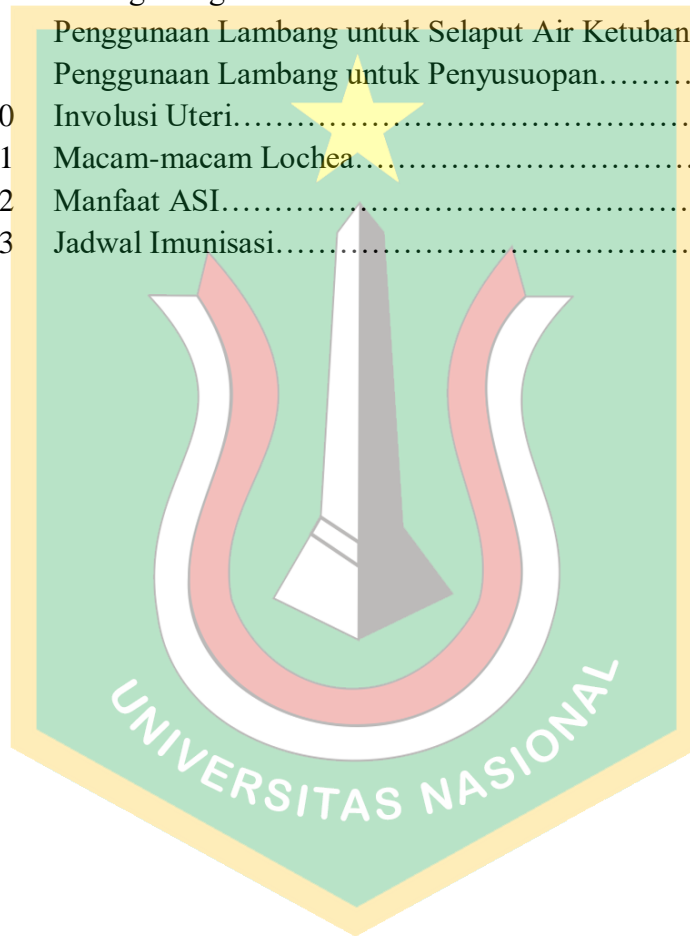 Penggunaan Lambang untuk Selaput Air Ketuban
Penggunaan Lambang untuk Penyusuopan………
0 Involusi Uteri…………………………………………
1 Macam-macam Lochea………………………………
2 Manfaat ASI……………………………………………
3 Jadwal Imunisasi………………………………………
UNIVERSITAS NASIONAL